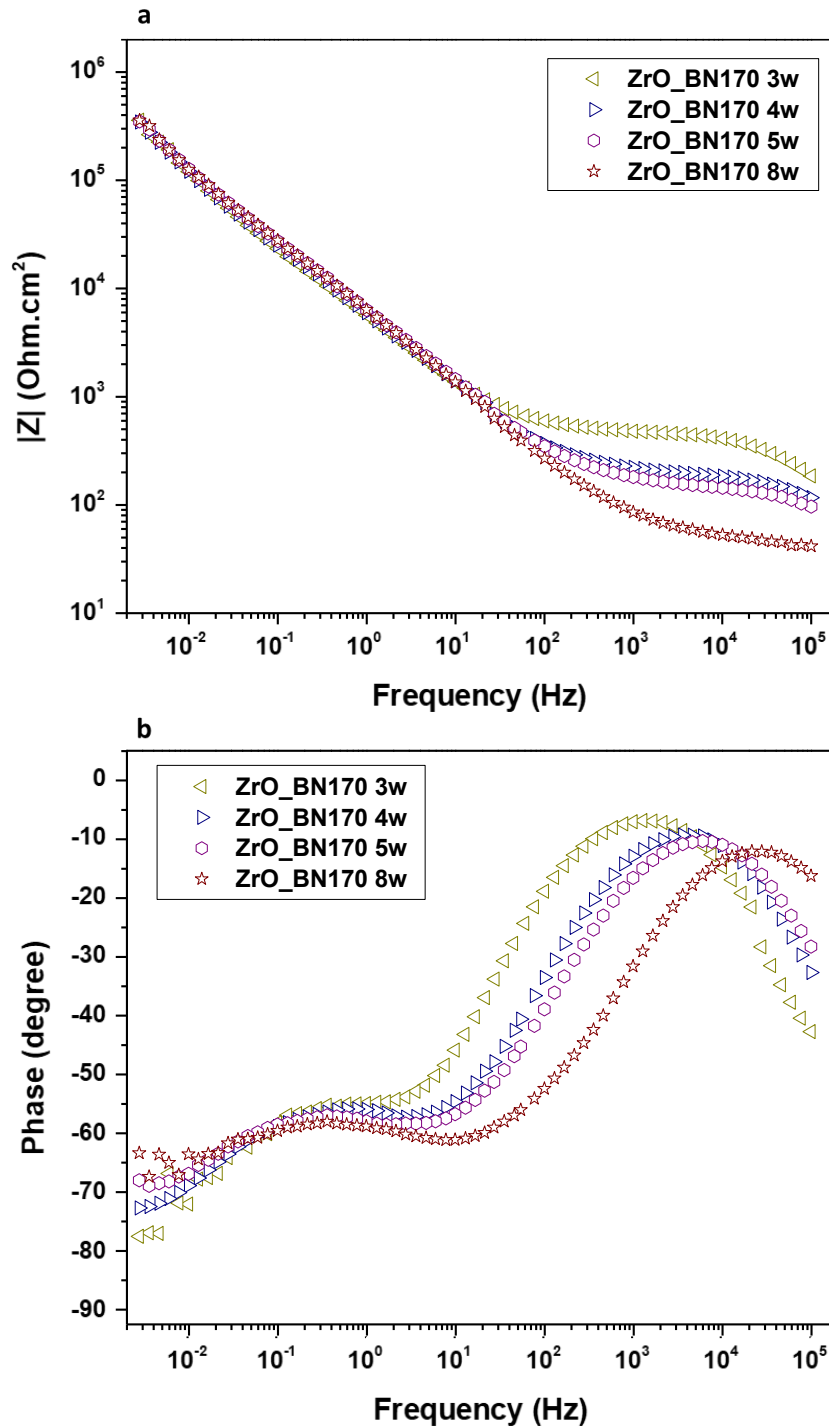 a
10⁶
10⁵
10⁴
10³
10²
10¹
|Z| (Ohm.cm²)
ZrO_BN170 3w
ZrO_BN170 4w
ZrO_BN170 5w
ZrO_BN170 8w
10⁻² 10⁻¹ 10⁰ 10¹ 10² 10³ 10⁴ 10⁵
Frequency (Hz)
b
0
-10
-20
-30
-40
-50
-60
-70
-80
-90
Phase (degree)
ZrO_BN170 3w
ZrO_BN170 4w
ZrO_BN170 5w
ZrO_BN170 8w
10⁻² 10⁻¹ 10⁰ 10¹ 10² 10³ 10⁴ 10⁵
Frequency (Hz)